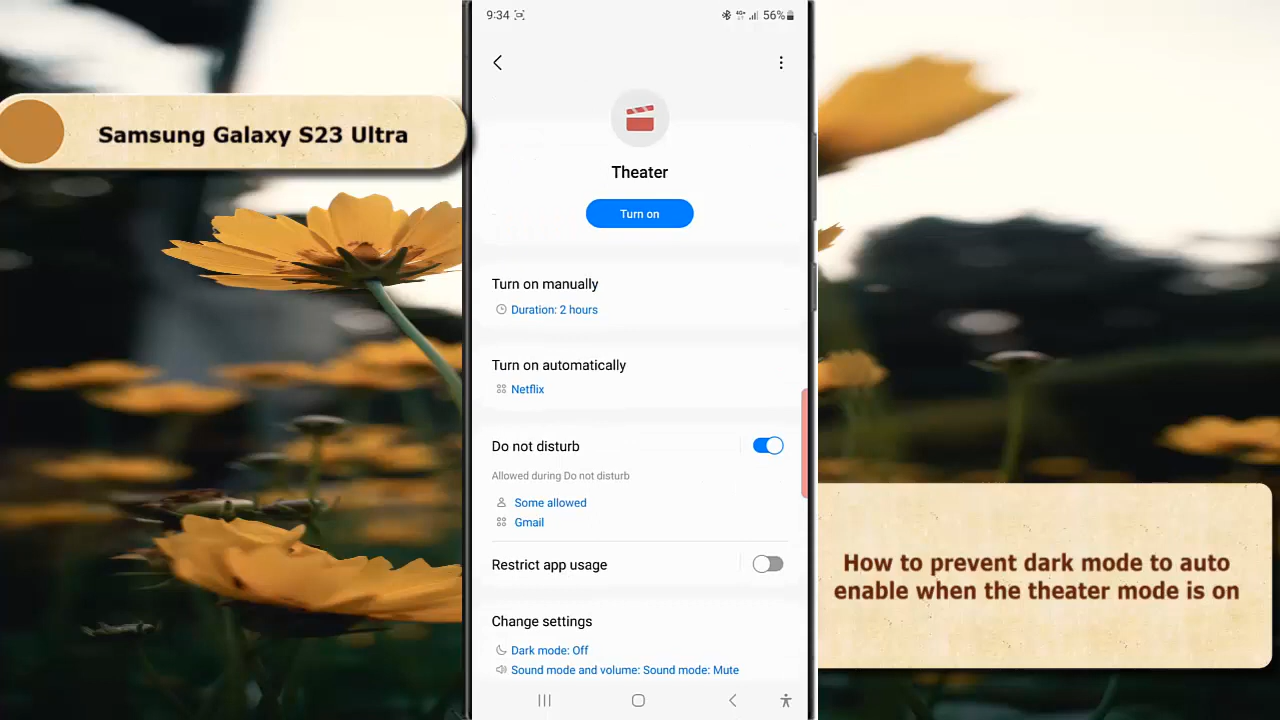 9:34
4G+
56%
Samsung Galaxy S23 Ultra
Theater
Turn on
Turn on manually
Duration: 2 hours
Turn on automatically
Netflix
Do not disturb
Allowed during Do not disturb
Some allowed
Gmail
Restrict app usage
Change settings
Dark mode: Off
Sound mode and volume: Sound mode: Mute
How to prevent dark mode to auto
enable when the theater mode is on